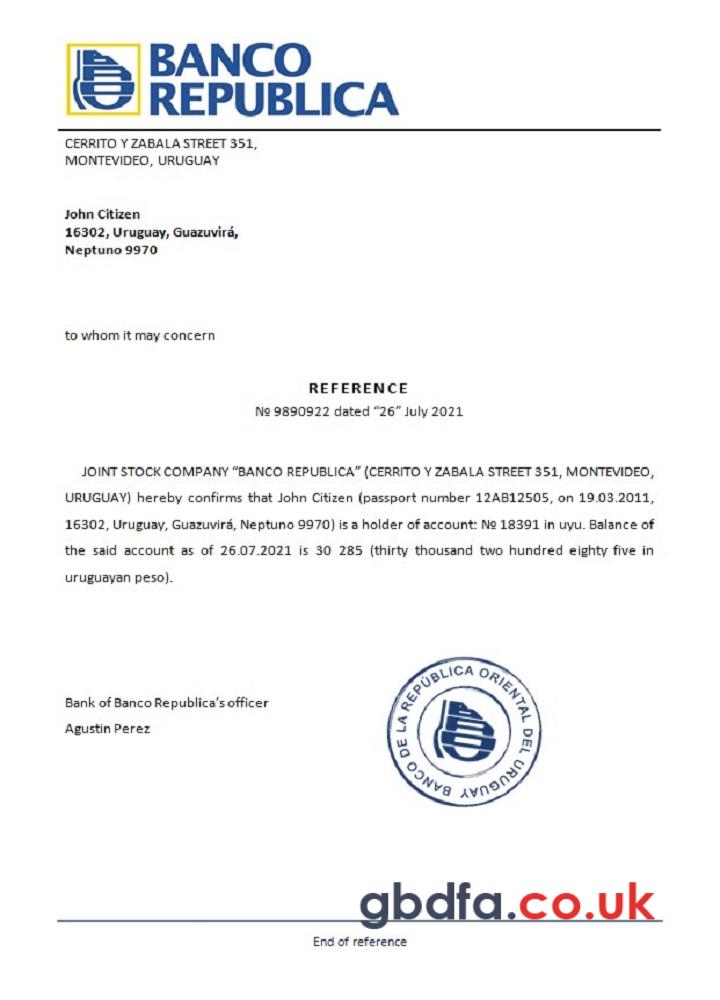 BANCO
REPUBLICA
CERRITO Y ZABALA STREET 351,
MONTEVIDEO, URUGUAY
John Citizen
16302, Uruguay, Guazuvirá,
Neptuno 9970
to whom it may concern
REFERENCE
№ 9890922 dated “26” July 2021
JOINT STOCK COMPANY “BANCO REPUBLICA” (CERRITO Y ZABALA STREET 351, MONTEVIDEO,
URUGUAY) hereby confirms that John Citizen (passport number 12AB12505, on 19.03.2011,
16302, Uruguay, Guazuvirá, Neptuno 9970) is a holder of account: № 18391 in uyu. Balance of
the said account as of 26.07.2021 is 30 285 (thirty thousand two hundred eighty five in
uruguayan peso).
Bank of Banco Republica’s officer
Agustin Perez
BANCO DE LA REPÚBLICA ORIENTAL DEL URUGUAY
gbdfa.co.uk
End of reference